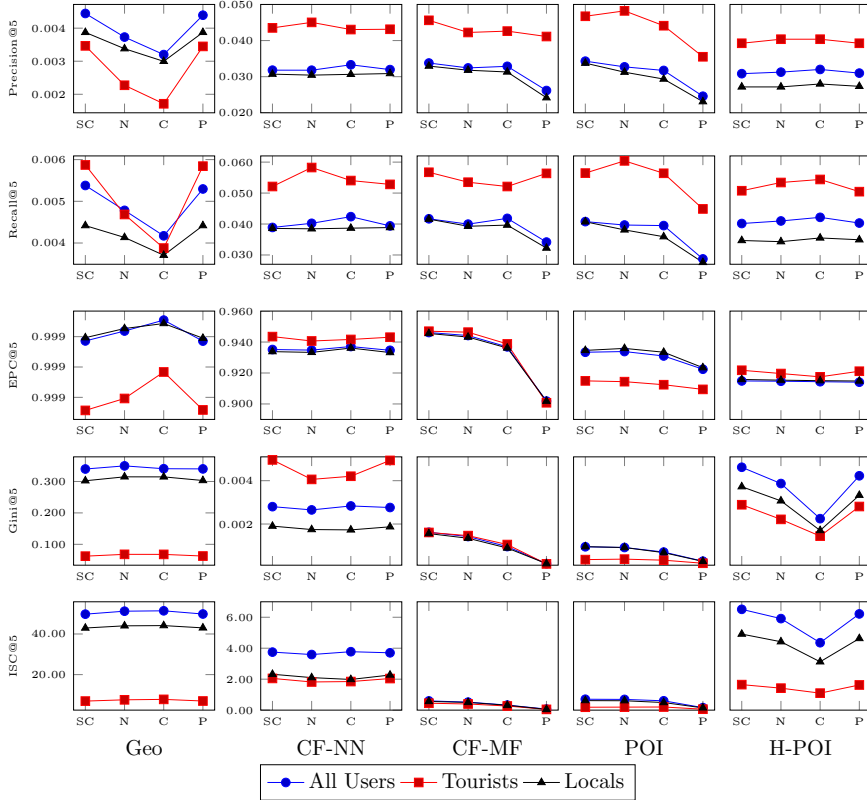 Precision@5
0.004
0.003
0.002
SC N C P
0.050
0.040
0.030
0.020
SC N C P
SC N C P
SC N C P
SC N C P
Recall@5
0.006
0.005
0.004
SC N C P
0.060
0.050
0.040
0.030
SC N C P
SC N C P
SC N C P
SC N C P
EPC@5
0.999
0.999
0.999
SC N C P
0.960
0.940
0.920
0.900
SC N C P
SC N C P
SC N C P
SC N C P
Gini@5
0.300
0.200
0.100
SC N C P
0.004
0.002
SC N C P
SC N C P
SC N C P
SC N C P
ISC@5
40.00
20.00
SC N C P
6.00
4.00
2.00
0.00
SC N C P
SC N C P
SC N C P
SC N C P
Geo CF-NN CF-MF POI H-POI
All Users Tourists Locals